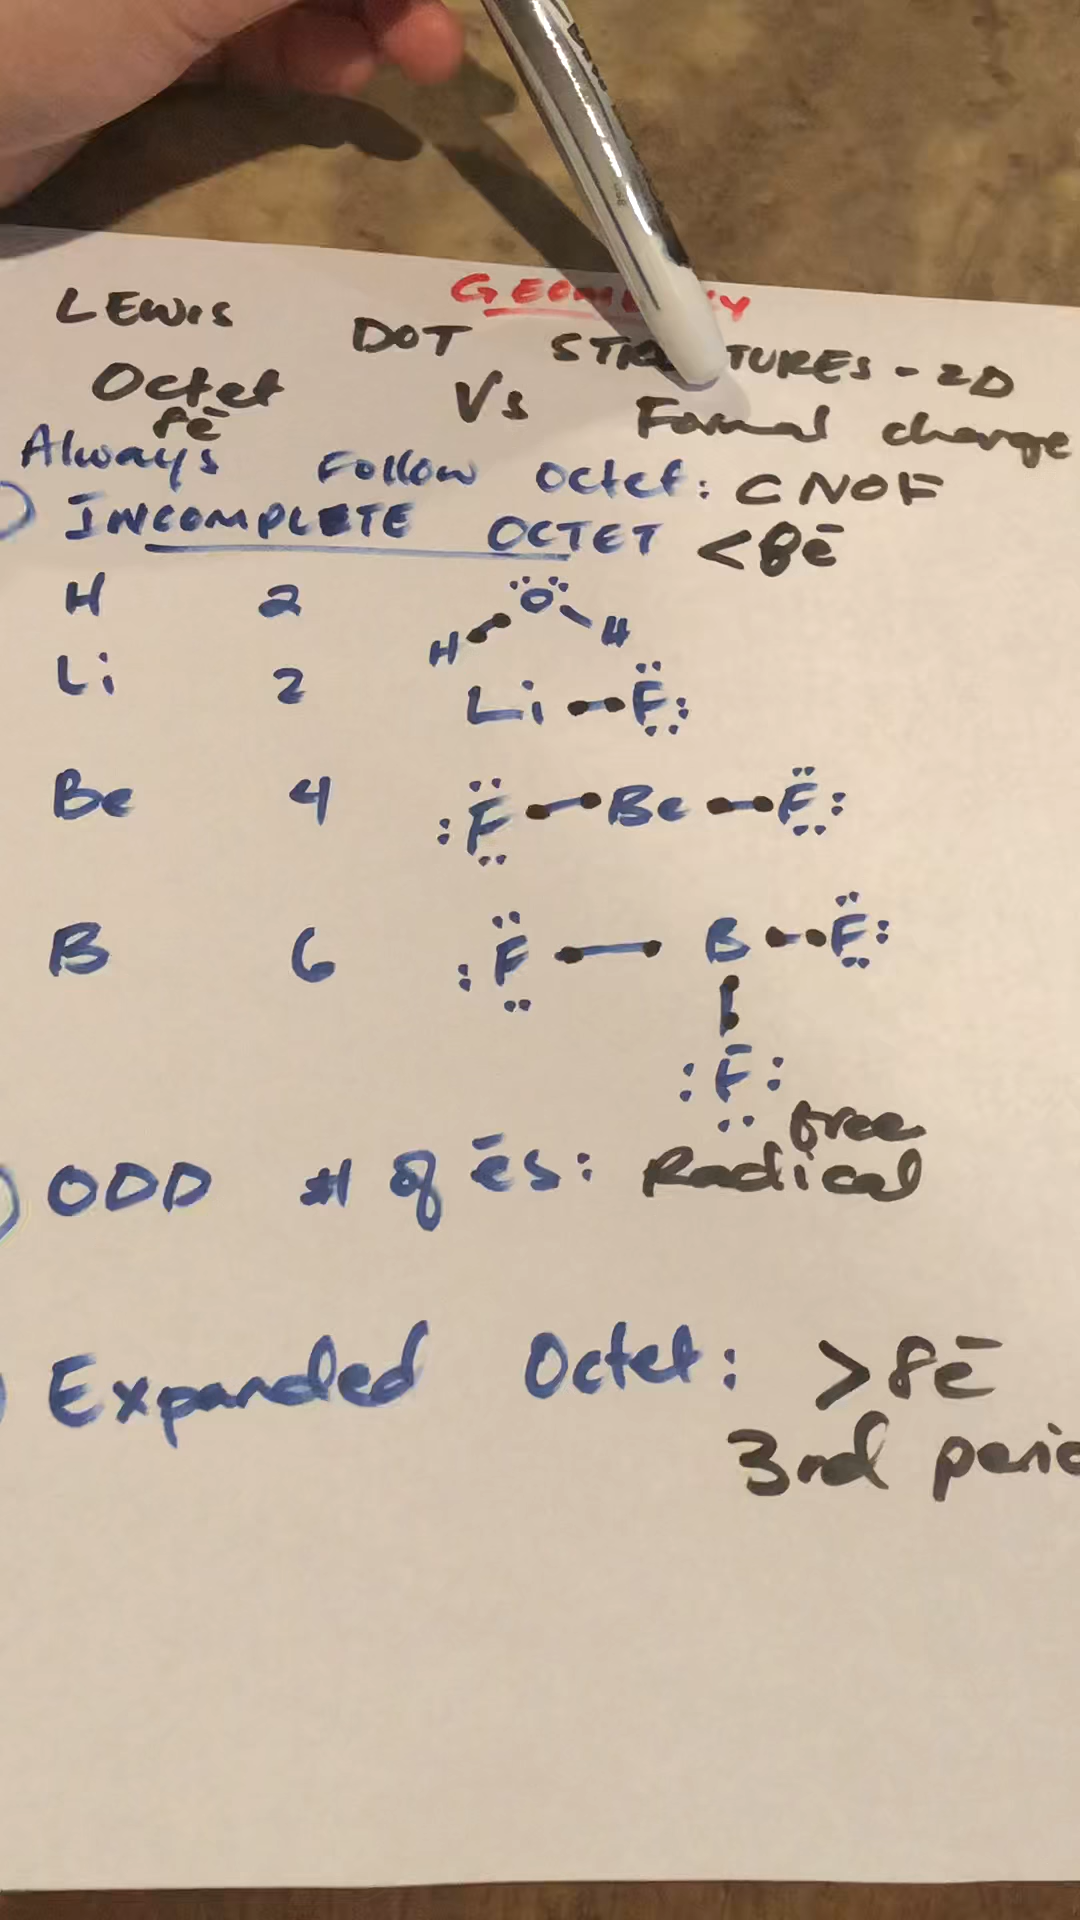 GEOMETRY
LEWIS DOT STRUCTURES - 2D
Octet Vs Formal charge
8ē
Always Follow Octet: CNOF
INCOMPLETE OCTET <8ē
H 2 H O H
Li 2 Li F
Be 4 F Be F
B 6 F B F
F
ODD # of ēs: free Radical
Expanded Octet: >8ē
3rd perio